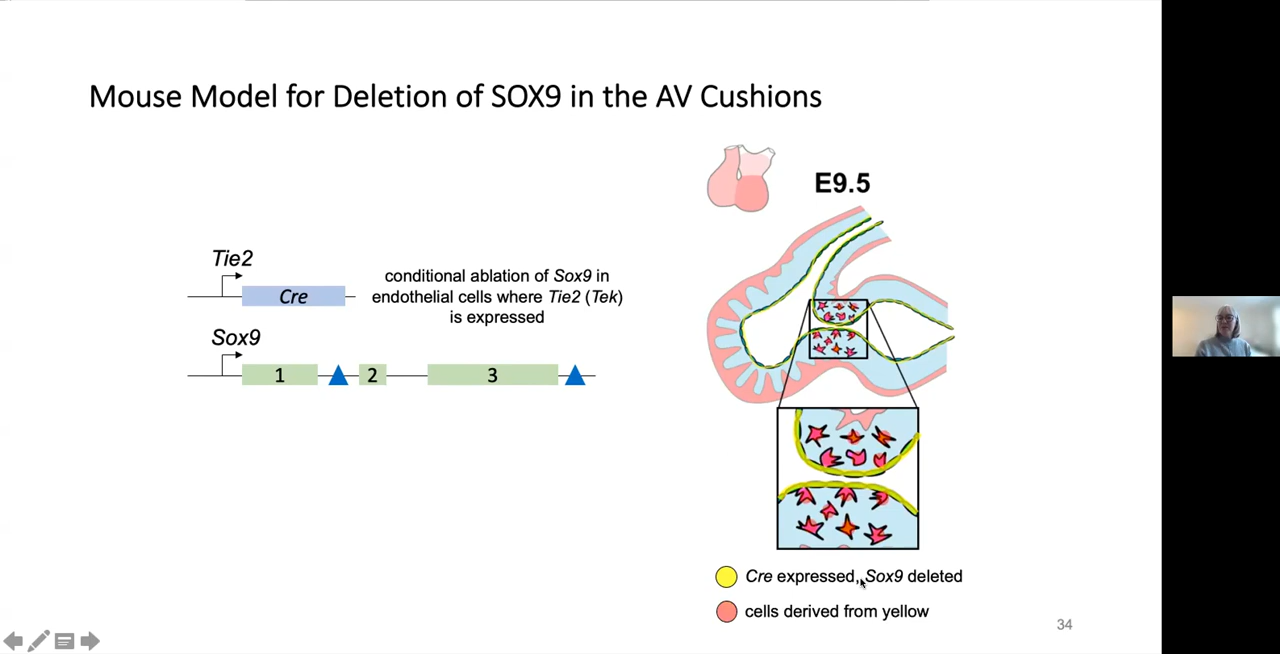 Mouse Model for Deletion of SOX9 in the AV Cushions
E9.5
Tie2
Cre
conditional ablation of Sox9 in
endothelial cells where Tie2 (Tek)
is expressed
Sox9
1 2 3
Cre expressed, Sox9 deleted
cells derived from yellow
34